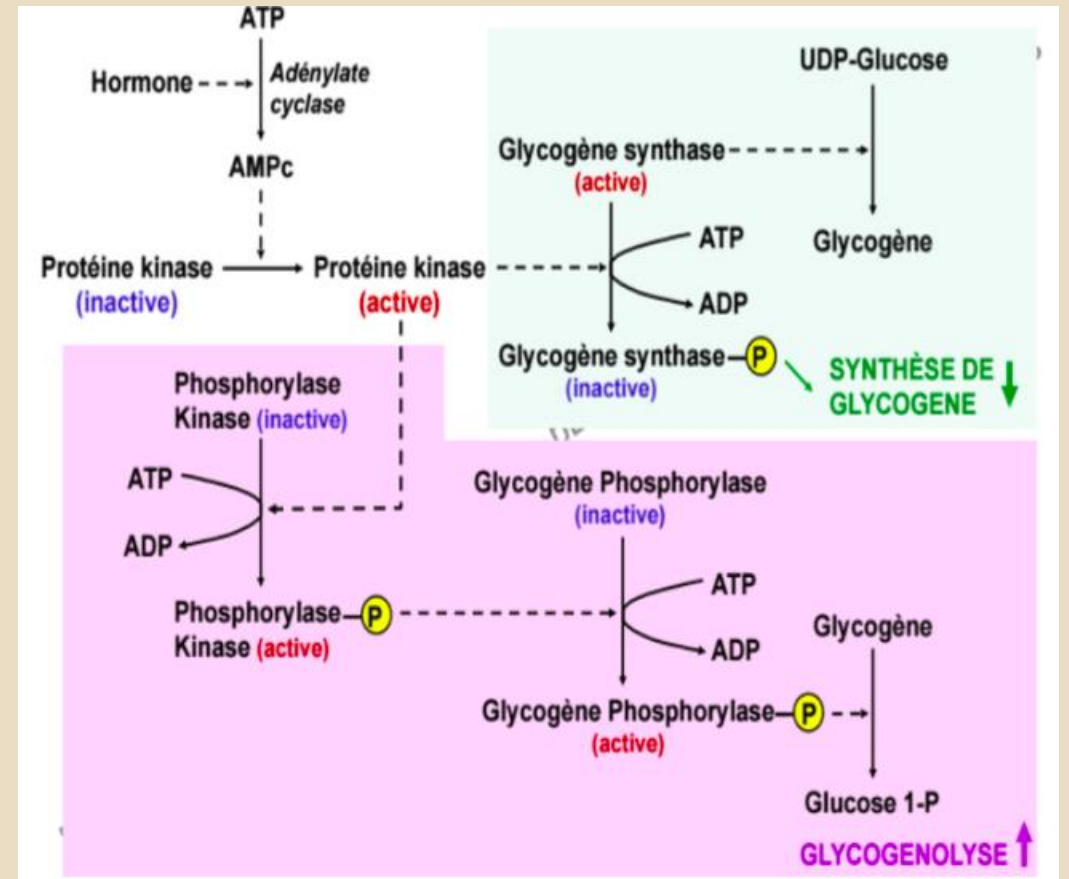 ATP
Hormone
Adénylate
cyclase
AMPc
Protéine kinase
(inactive)
Protéine kinase
(active)
UDP-Glucose
Glycogène synthase
(active)
ATP
ADP
Glycogène
Glycogène synthase P
(inactive)
SYNTHÈSE DE
GLYCOGENE
Phosphorylase
Kinase (inactive)
ATP
ADP
Phosphorylase P
Kinase (active)
Glycogène Phosphorylase
(inactive)
ATP
ADP
Glycogène Phosphorylase P
(active)
Glycogène
Glucose 1-P
GLYCOGENOLYSE